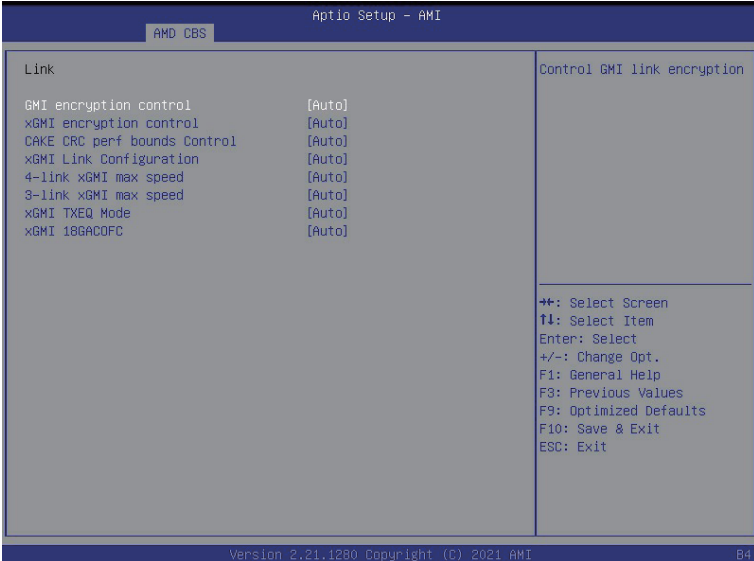 Aptio Setup – AMI
AMD CBS
Link
GMI encryption control [Auto]
xGMI encryption control [Auto]
CAKE CRC perf bounds Control [Auto]
xGMI Link Configuration [Auto]
4-link xGMI max speed [Auto]
3-link xGMI max speed [Auto]
xGMI TXEQ Mode [Auto]
xGMI 18GACOFC [Auto]
Control GMI link encryption
→←: Select Screen
↑↓: Select Item
Enter: Select
+/-: Change Opt.
F1: General Help
F3: Previous Values
F9: Optimized Defaults
F10: Save & Exit
ESC: Exit
Version 2.21.1280 Copyright (C) 2021 AMI
B4